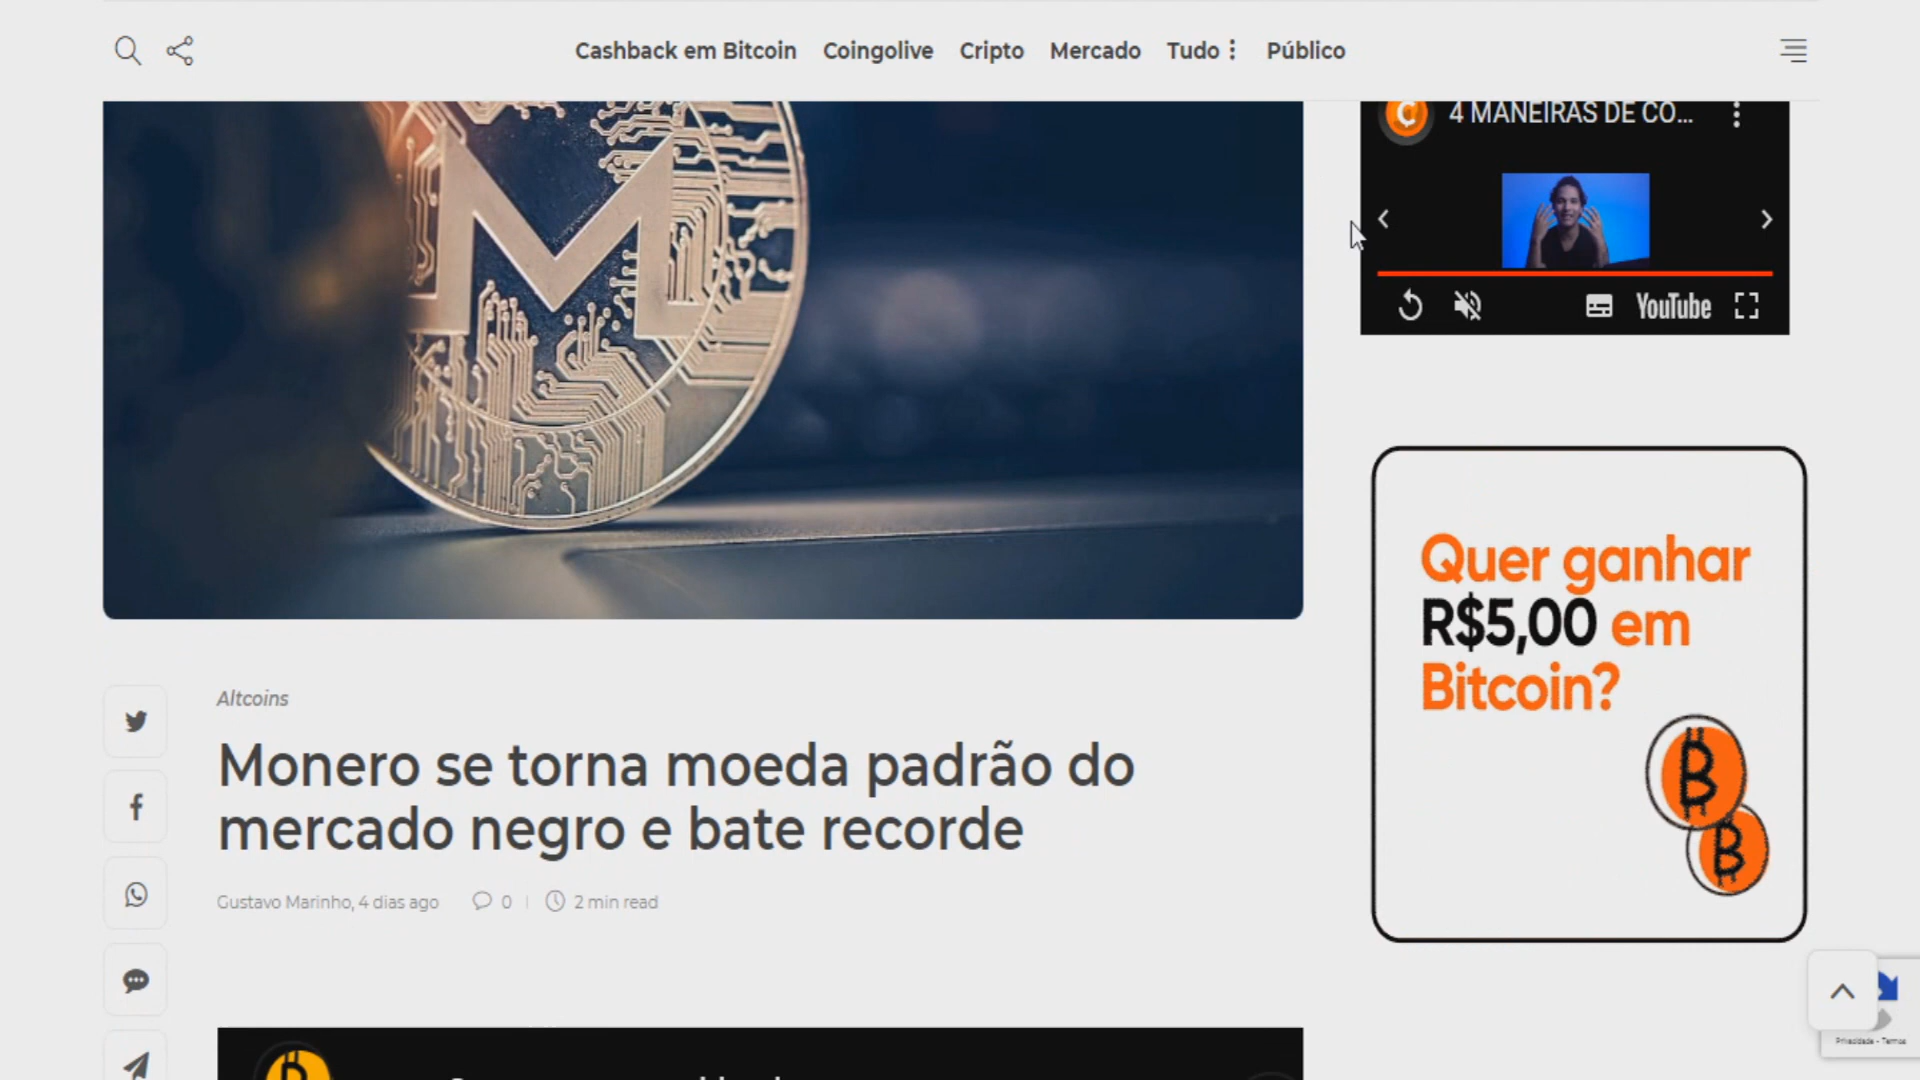 Cashback em Bitcoin Coingolive Cripto Mercado Tudo Público
4 MANEIRAS DE CO...
YouTube
Quer ganhar
R$5,00 em
Bitcoin?
Altcoins
Monero se torna moeda padrão do
mercado negro e bate recorde
Gustavo Marinho, 4 dias ago 0 2 min read
Privacidade - Termos